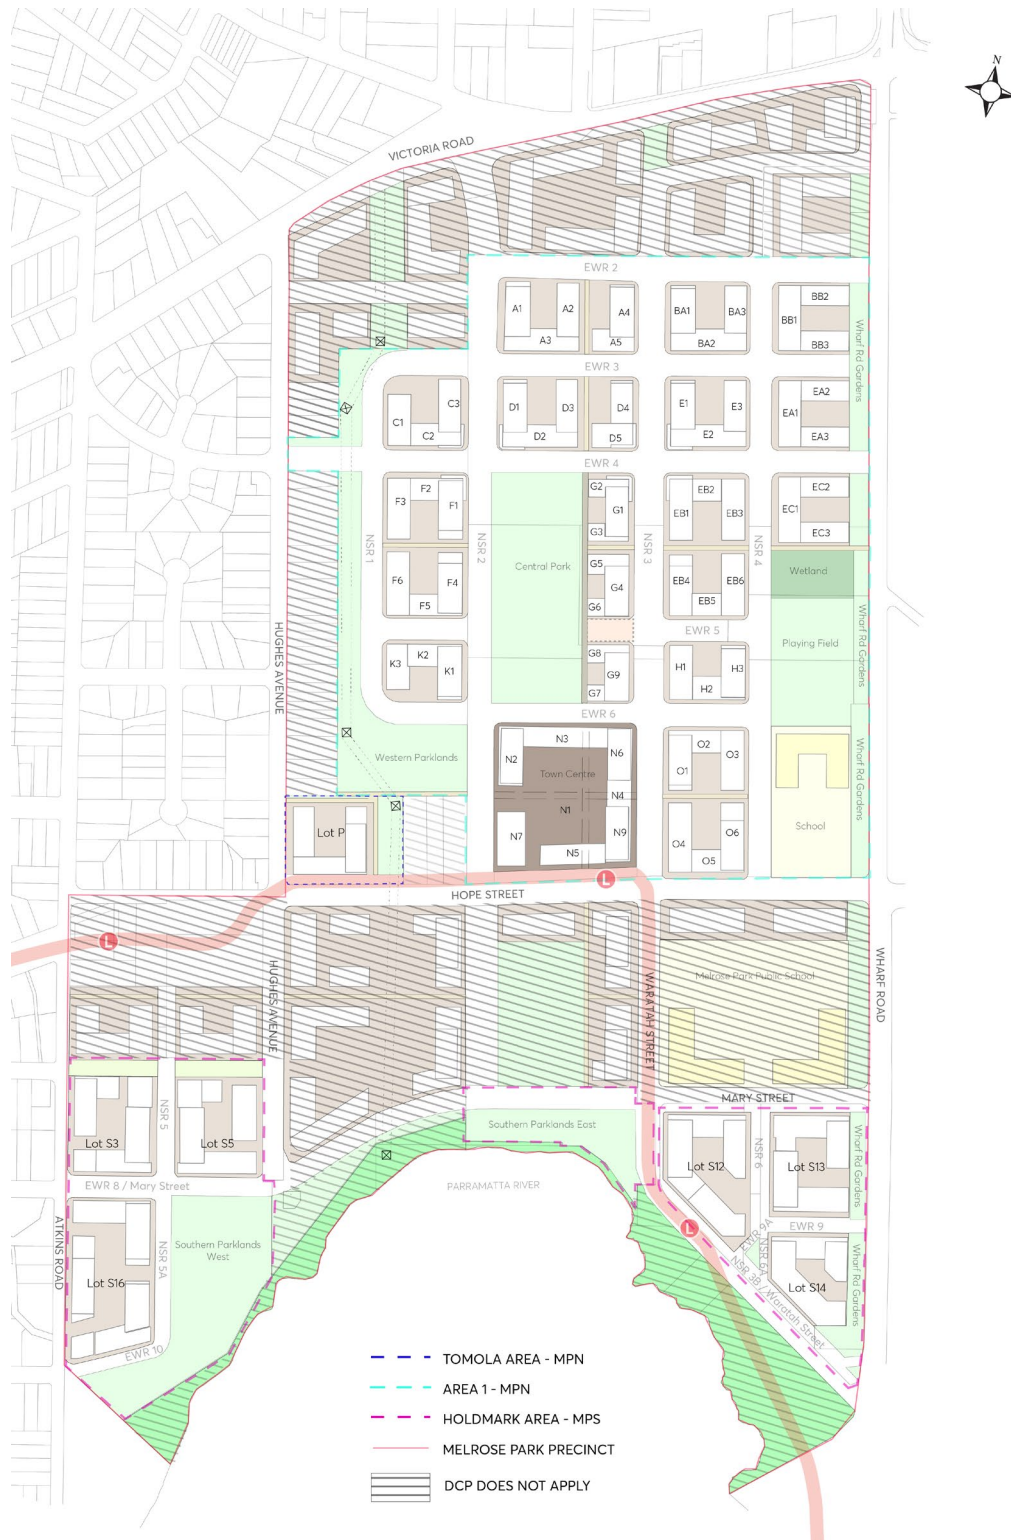 N
VICTORIA ROAD
EWR 2
A1
A2
A3
A4
A5
BA1
BA3
BA2
BB2
BB1
BB3
Wharf Rd Gardens
EWR 3
C1
C3
C2
D1
D3
D2
D4
D5
E1
E3
E2
EA2
EA1
EA3
EWR 4
F3
F2
F1
G2
G1
G3
EB2
EB1
EB3
EC2
EC1
EC3
NSR 1
NSR 2
NSR 3
NSR 4
Central Park
F6
F4
F5
G5
G4
G6
EB4
EB6
EB5
Wetland
Wharf Rd Gardens
EWR 5
Playing Field
HUGHES AVENUE
K3
K2
K1
G8
G9
G7
H1
H3
H2
EWR 6
Western Parklands
N3
N2
N6
Town Centre
N4
N1
N7
N9
N5
O2
O3
O1
O4
O6
O5
School
Wharf Rd Gardens
Lot P
L
HOPE STREET
L
HUGHES AVENUE
WARATAH STREET
Melrose Park Public School
WHARF ROAD
MARY STREET
NSR 5
Lot S3
Lot S5
Southern Parklands East
NSR 6
Lot S12
Lot S13
Wharf Rd Gardens
EWR 8 / Mary Street
PARRAMATTA RIVER
ATKINS ROAD
NSR 5A
Southern Parklands
West
L
EWR 9A
EWR 9
NSR 6A
Lot S16
NSR 3B / Waratah Street
Lot S14
Wharf Rd Gardens
EWR 10
TOMOLA AREA - MPN
AREA 1 - MPN
HOLDMARK AREA - MPS
MELROSE PARK PRECINCT
DCP DOES NOT APPLY